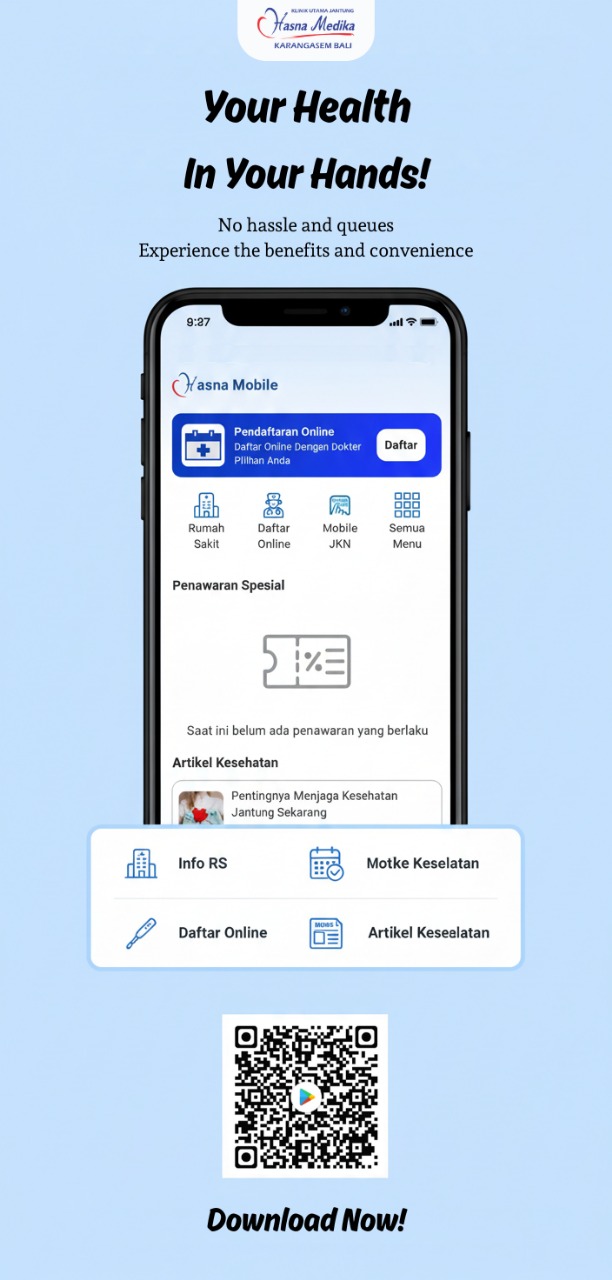 KLINIK UTAMA JANTUNG
Hasna Medika
KARANGASEM BALI
Your Health
In Your Hands!
No hassle and queues
Experience the benefits and convenience
9:27
Hasna Mobile
Pendaftaran Online
Daftar Online Dengen Dokter
Plihan Anda
Daftar
Rumah Sakit
Daftar Online
Mobile JKN
Semua Menu
Penawaran Spesial
%
Saat ini belum ada penawaran yang berlaku
Artikel Kesehatan
Pentingnya Menjaga Kesehatan
Jantung Sekarang
Info RS
Motke Keselatan
Daftar Online
Artikel Keseelatan
Download Now!